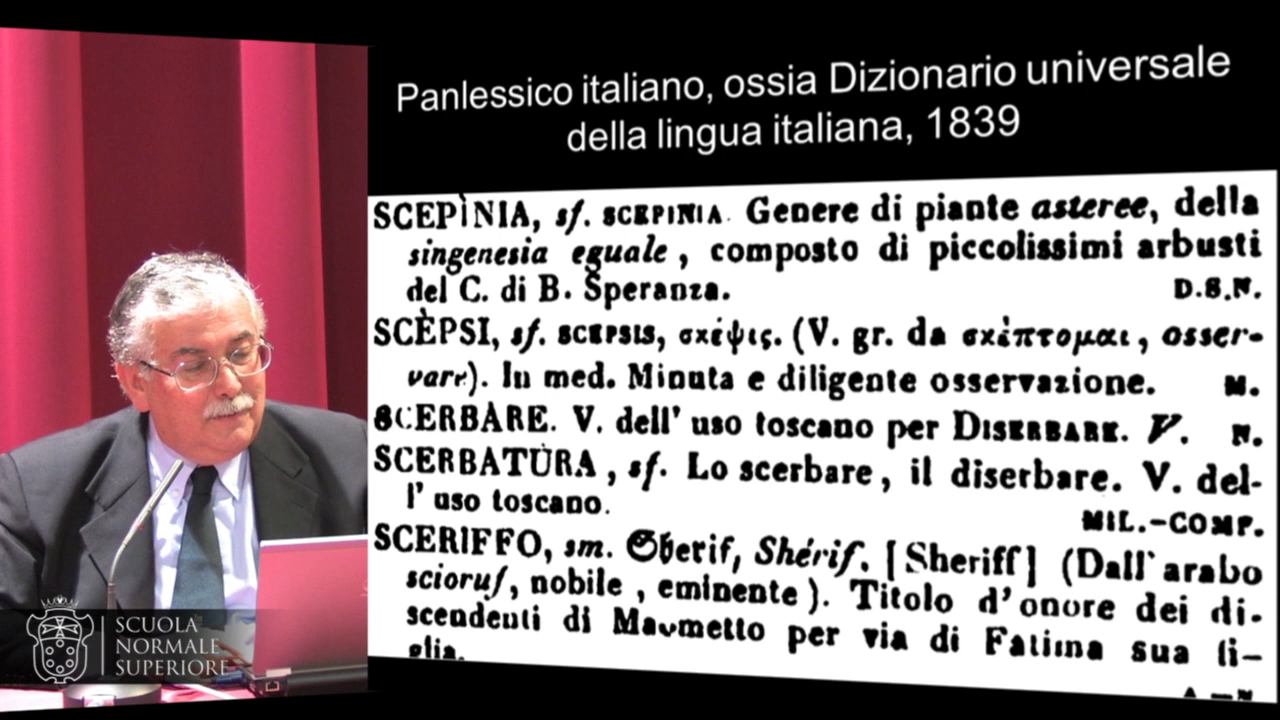 Panlessico italiano, ossia Dizionario universale
della lingua italiana, 1839
SCEPÌNIA, sf. SCEPINIA. Genere di piante asteree, della
singenesia eguale, composto di piccolissimi arbusti
del C. di B. Speranza. D.S.N.
SCÈPSI, sf. SCEPSIS, σκέψις. (V. gr. da σκέπτομαι, osser-
vare). In med. Minuta e diligente osservazione. M.
SCERBÀRE. V. dell' uso toscano per DISERBARE. V. N.
SCERBATÙRA, sf. Lo scerbare, il diserbare. V. del-
l' uso toscano. MIL.-COMP.
SCERIFFO, sm. Sherif, Shérif. [Sheriff] (Dall' arabo
scioruf, nobile, eminente). Titolo d'onore dei di-
scendenti di Maometto per via di Fatima sua fi-
glia.
SCUOLA
NORMALE
SUPERIORE